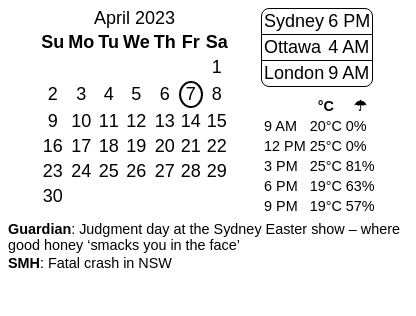 April 2023
Su Mo Tu We Th Fr Sa
1
2 3 4 5 6 7 8
9 10 11 12 13 14 15
16 17 18 19 20 21 22
23 24 25 26 27 28 29
30
Sydney 6 PM
Ottawa 4 AM
London 9 AM
°C ☂
9 AM 20°C 0%
12 PM 25°C 0%
3 PM 25°C 81%
6 PM 19°C 63%
9 PM 19°C 57%
Guardian: Judgment day at the Sydney Easter show – where
good honey ‘smacks you in the face’
SMH: Fatal crash in NSW